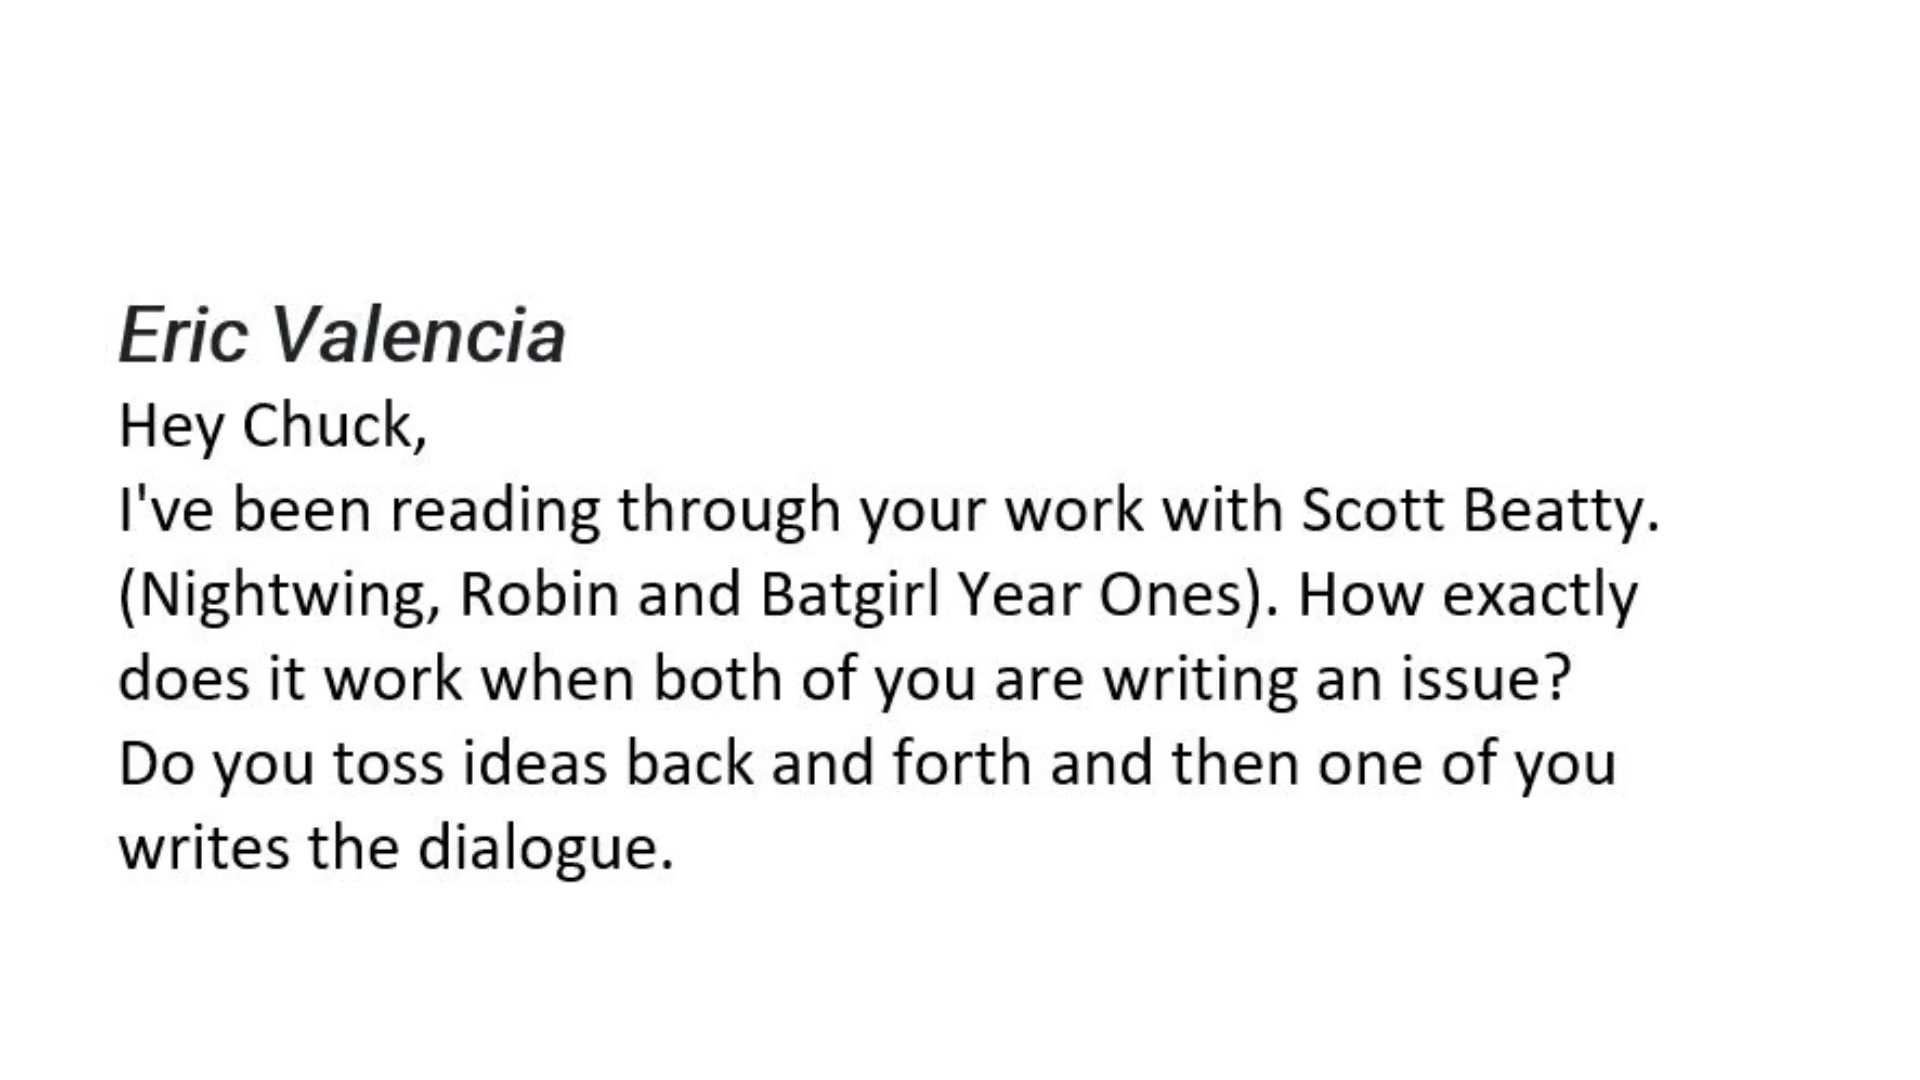 Eric Valencia
Hey Chuck,
I've been reading through your work with Scott Beatty.
(Nightwing, Robin and Batgirl Year Ones). How exactly
does it work when both of you are writing an issue?
Do you toss ideas back and forth and then one of you
writes the dialogue.